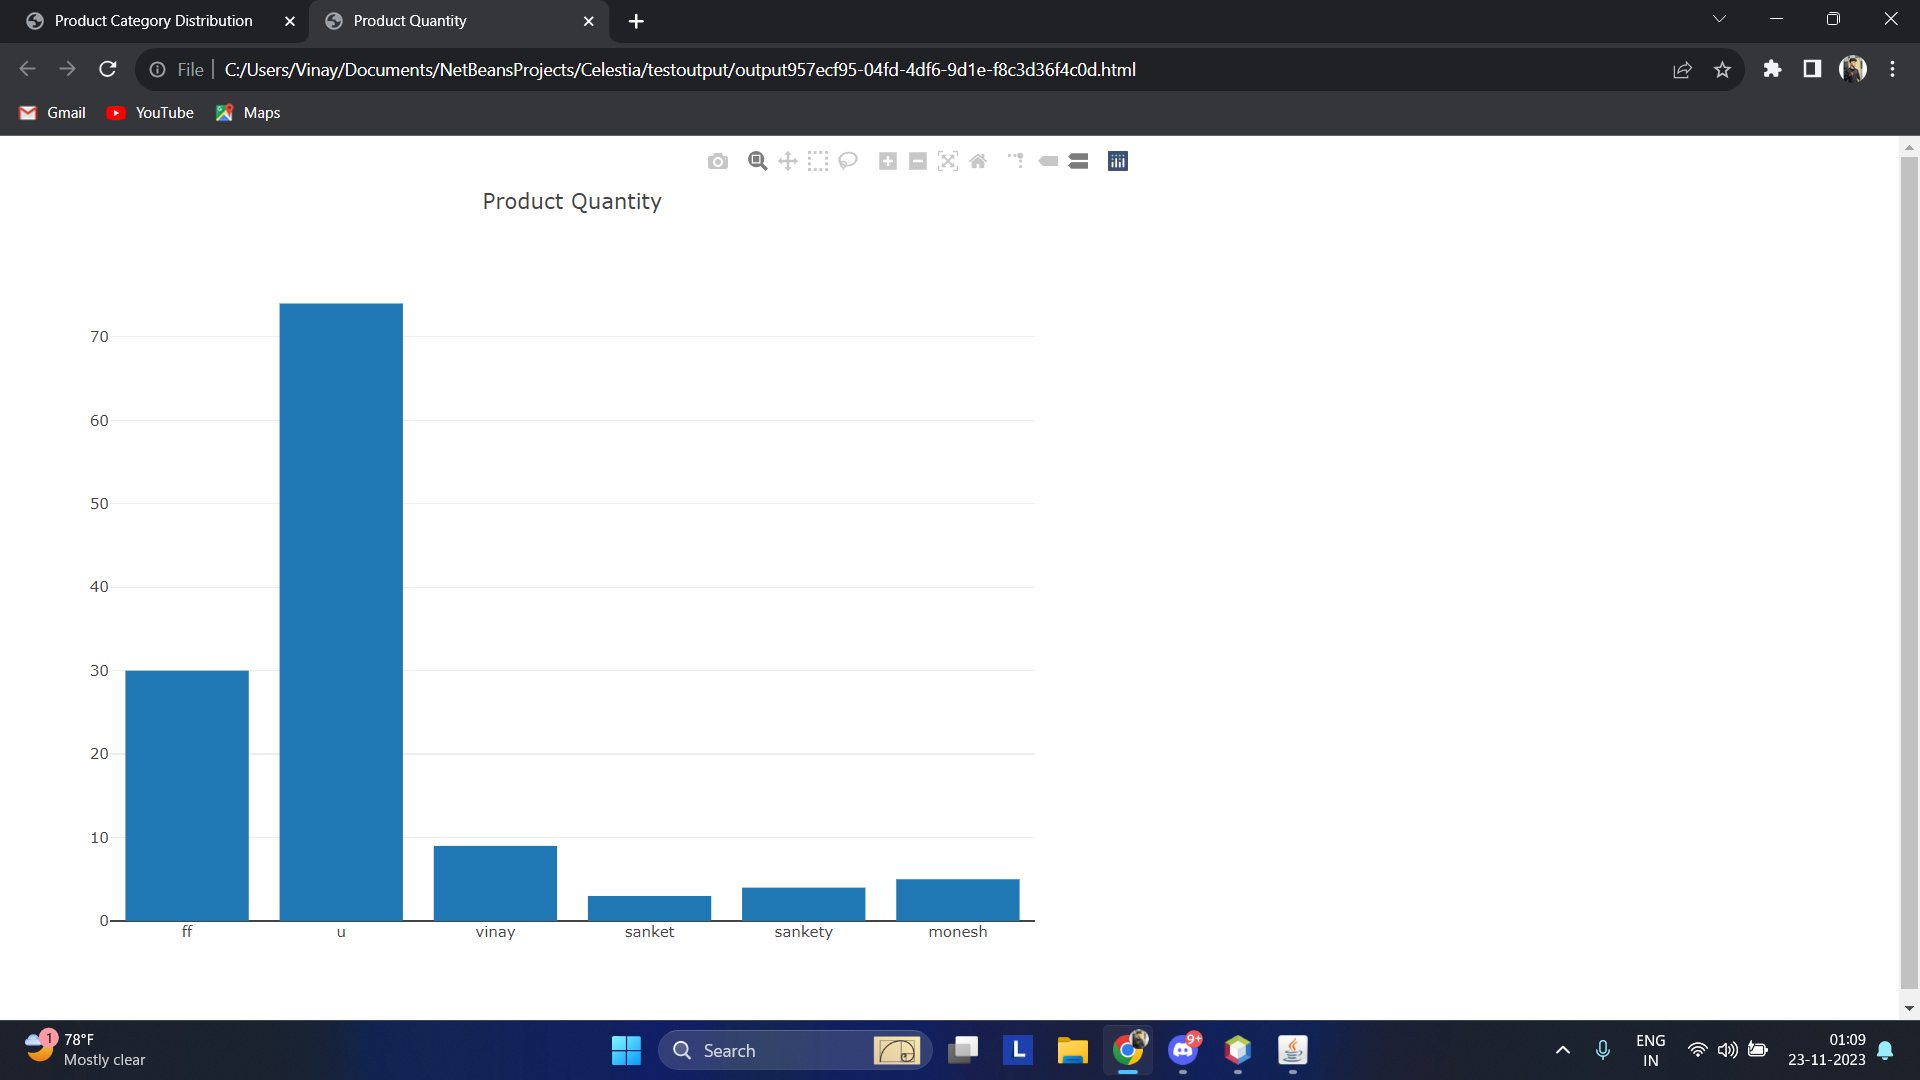 Product Category Distribution
Product Quantity
File
C:/Users/Vinay/Documents/NetBeansProjects/Celestia/testoutput/output957ecf95-04fd-4df6-9d1e-f8c3d36f4c0d.html
Gmail
YouTube
Maps
Product Quantity
70
60
50
40
30
20
10
0
ff
u
vinay
sanket
sankety
monesh
1
78°F
Mostly clear
Search
L
9+
ENG
IN
01:09
23-11-2023